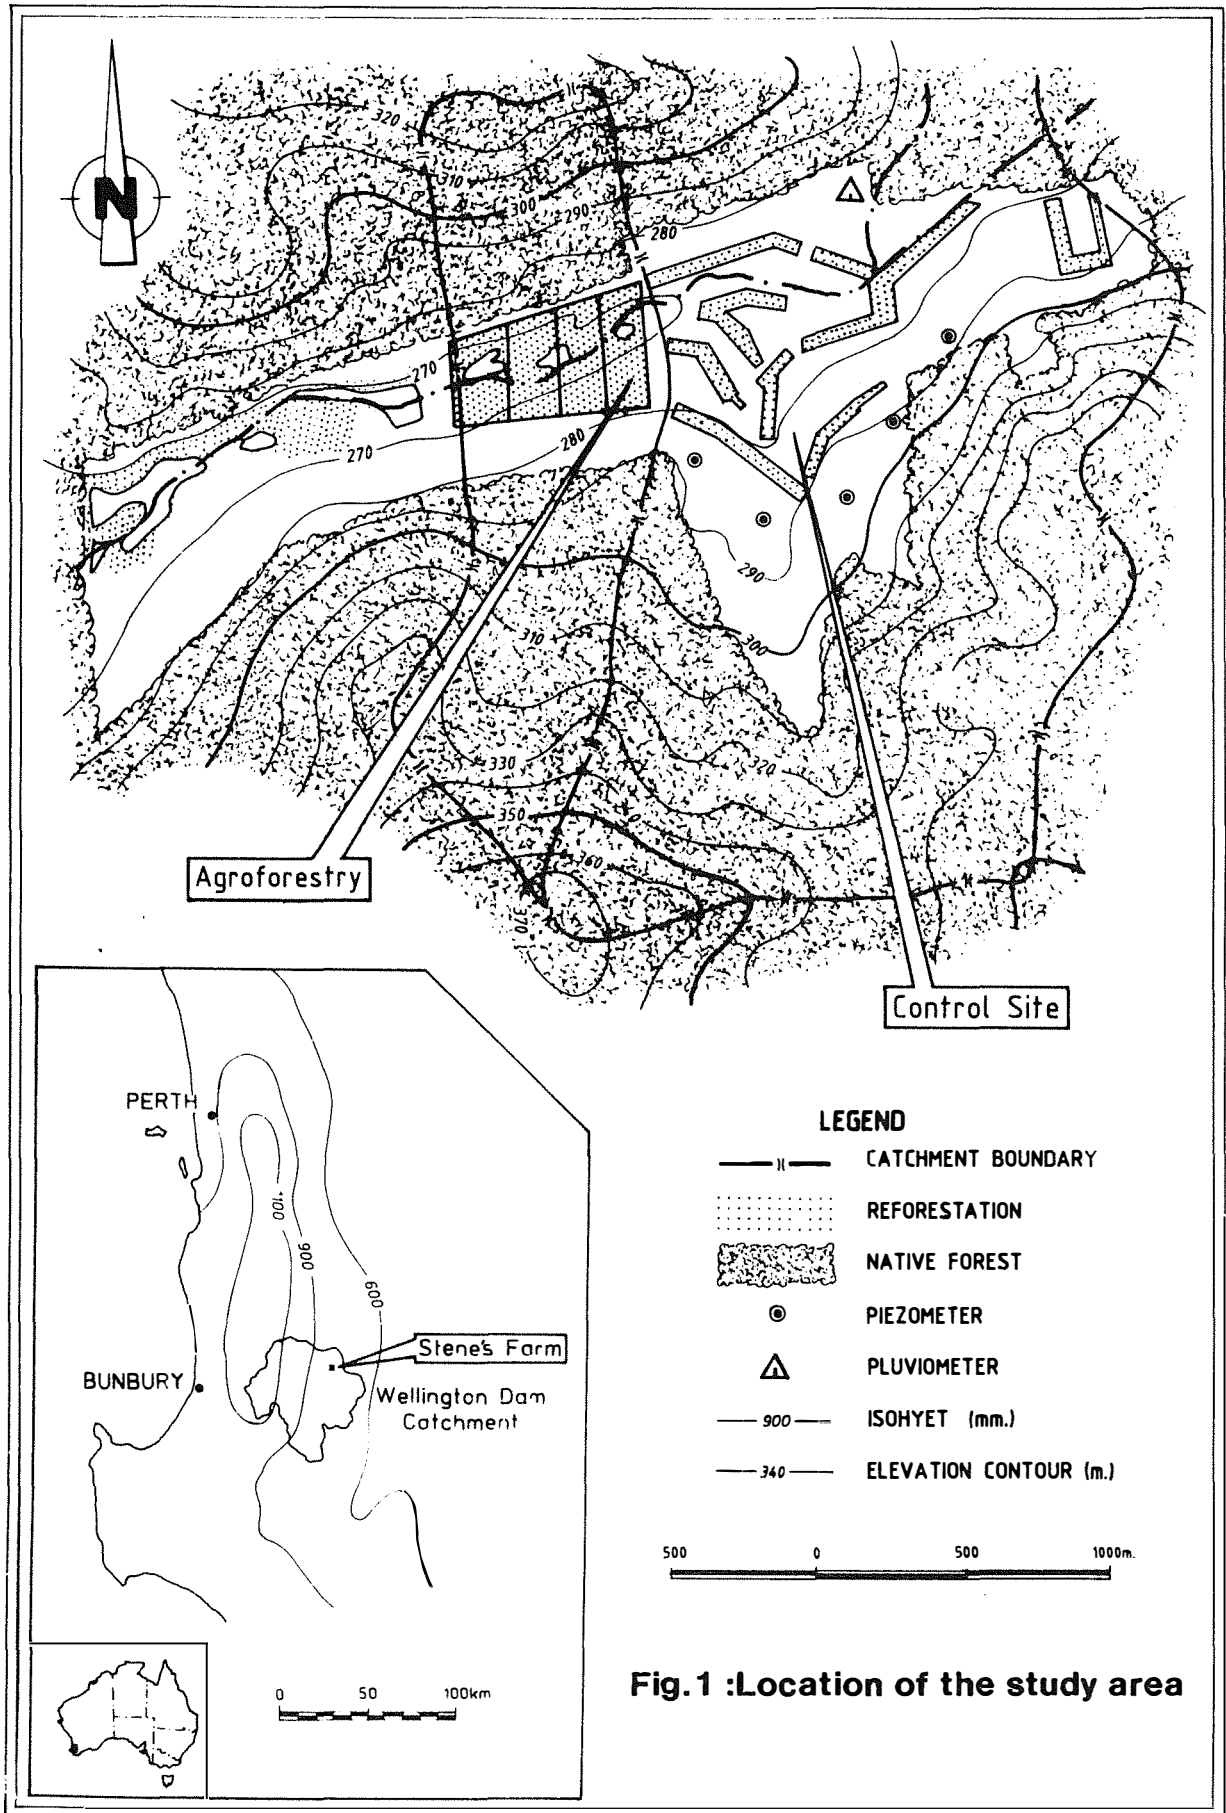 320
310
300
290
280
N
270
280
270
290
310
300
330
320
350
360
370
Agroforestry
Control Site
PERTH
1100
900
600
Stene's Farm
BUNBURY
Wellington Dam
Catchment
LEGEND
CATCHMENT BOUNDARY
REFORESTATION
NATIVE FOREST
PIEZOMETER
PLUVIOMETER
900 ISOHYET (mm.)
340 ELEVATION CONTOUR (m.)
500 0 500 1000m.
0 50 100km
Fig.1 :Location of the study area